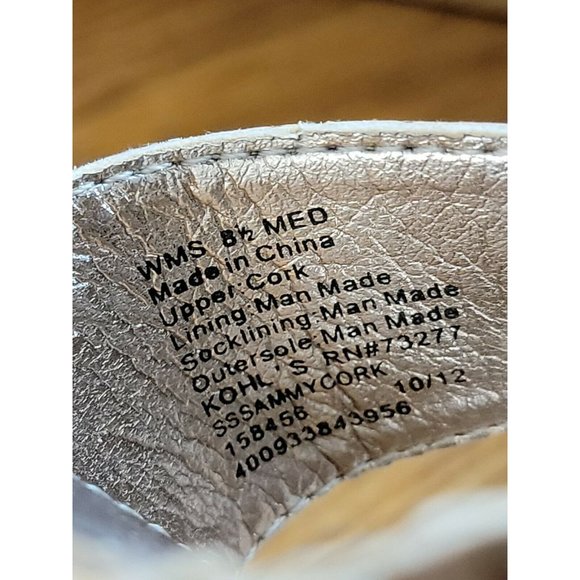 WMS 8½ MED
Made in China
Upper:Cork
Lining:Man Made
Socklining:Man Made
Outersole:Man Made
KOHL'S RN#73277
SSSAMMYCORK
158456 10/12
400933843956